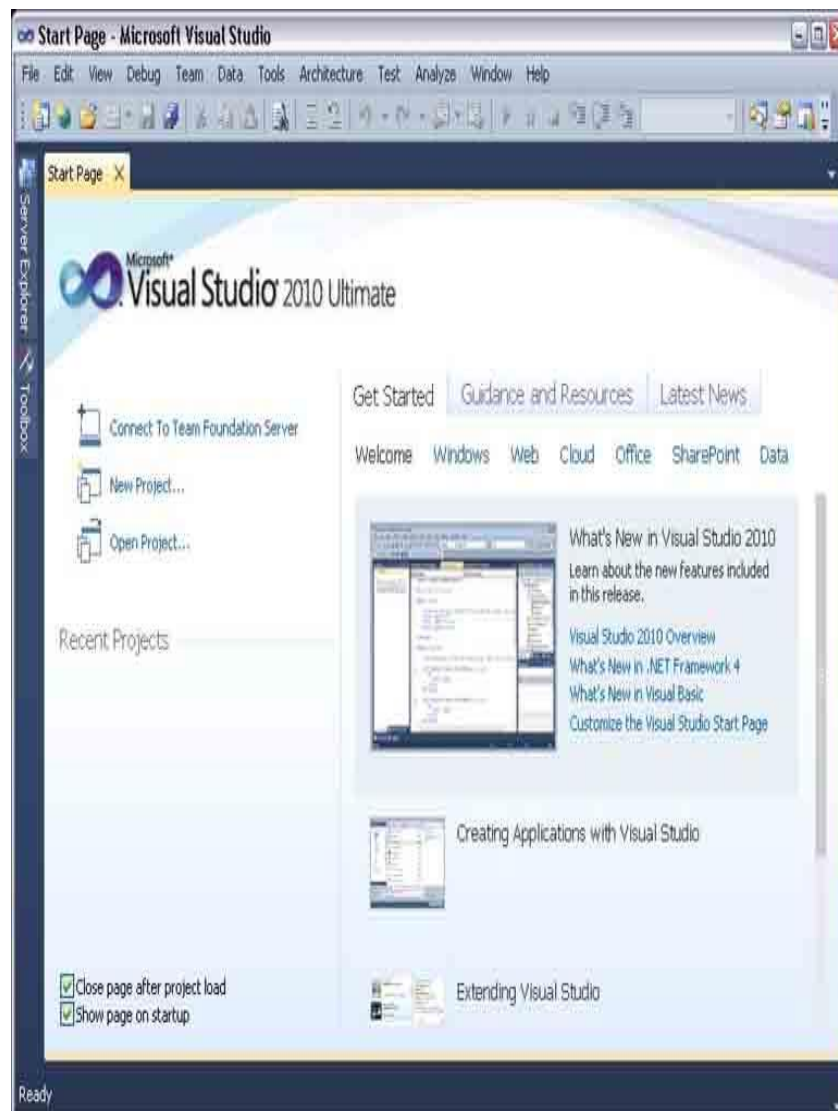 Start Page - Microsoft Visual Studio
File Edit View Debug Team Data Tools Architecture Test Analyze Window Help
Server Explorer
Toolbox
Start Page
Microsoft®
Visual Studio® 2010 Ultimate
Connect To Team Foundation Server
New Project...
Open Project...
Recent Projects
Close page after project load
Show page on startup
Get Started Guidance and Resources Latest News
Welcome Windows Web Cloud Office SharePoint Data
What's New in Visual Studio 2010
Learn about the new features included
in this release.
Visual Studio 2010 Overview
What's New in .NET Framework 4
What's New in Visual Basic
Customize the Visual Studio Start Page
Creating Applications with Visual Studio
Extending Visual Studio
Ready